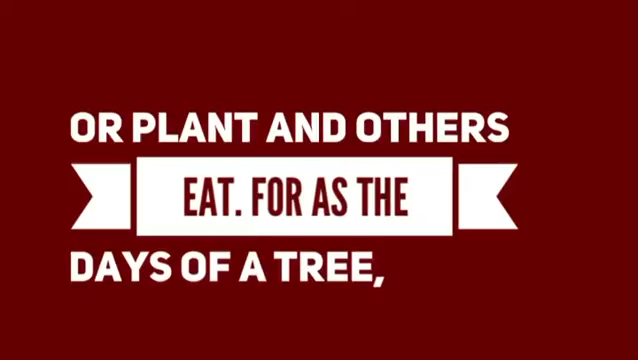 OR PLANT AND OTHERS
EAT. FOR AS THE
DAYS OF A TREE,